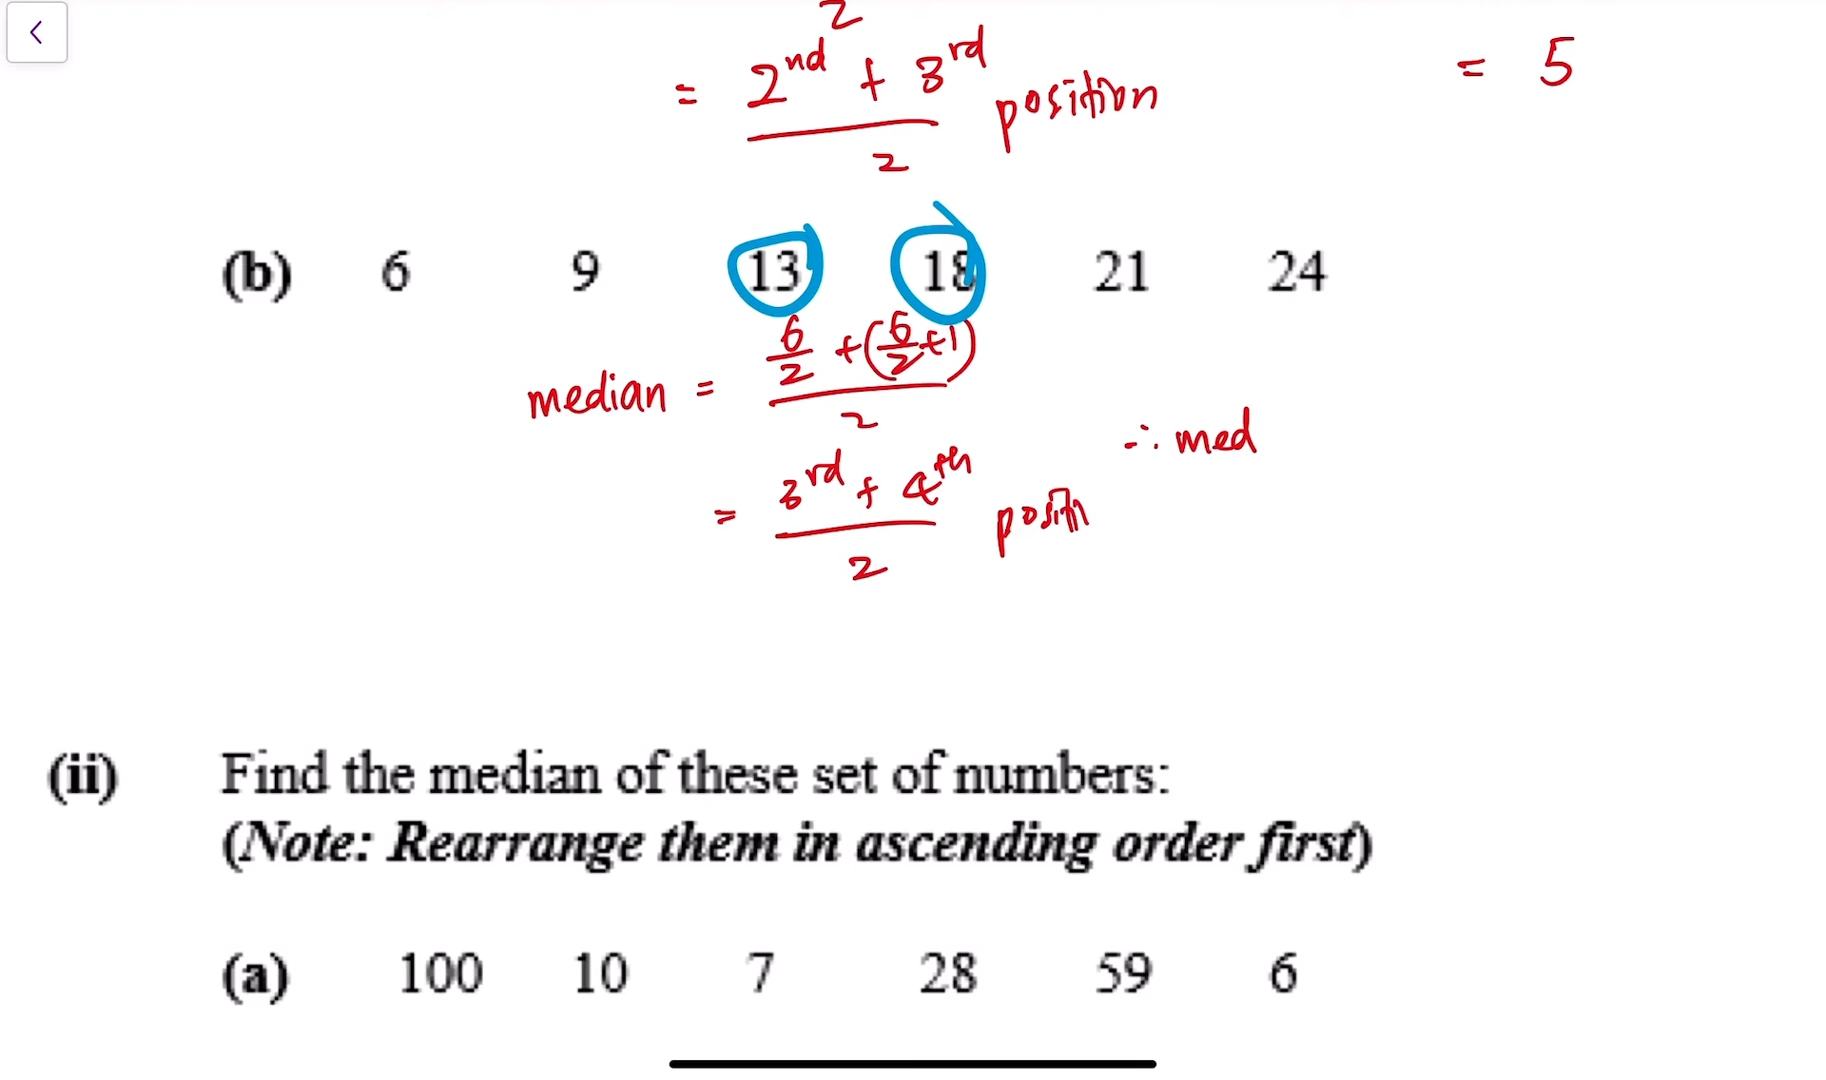 2
= 2nd + 3rd position = 5
2
(b) 6 9 13 18 21 24
median = 6/2 + (6/2 + 1)
2
∴ med
= 3rd + 4th positn
2
(ii) Find the median of these set of numbers:
(Note: Rearrange them in ascending order first)
(a) 100 10 7 28 59 6